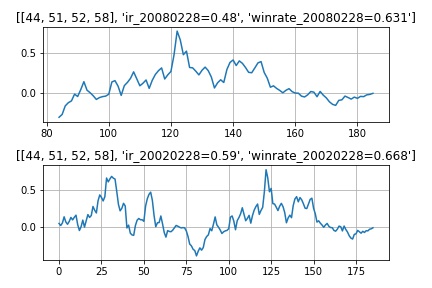 [[44, 51, 52, 58], 'ir_20080228=0.48', 'winrate_20080228=0.631']
0.5
0.0
80 100 120 140 160 180
[[44, 51, 52, 58], 'ir_20020228=0.59', 'winrate_20020228=0.668']
0.5
0.0
0 25 50 75 100 125 150 175